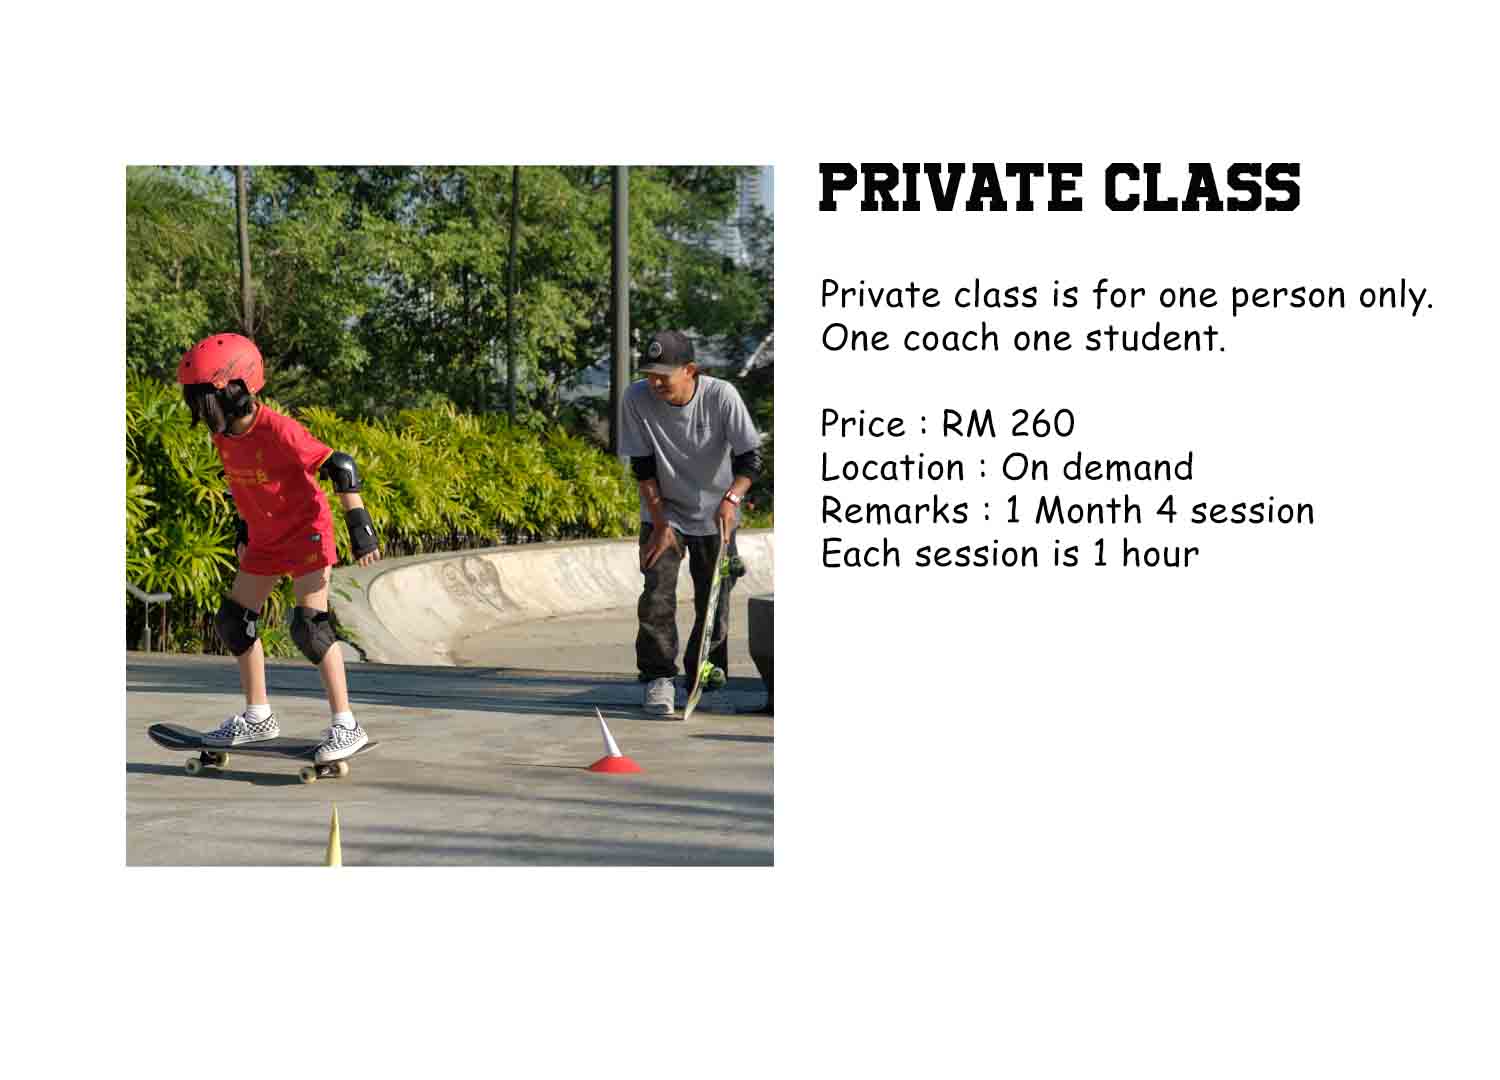 PRIVATE CLASS
Private class is for one person only.
One coach one student.
Price : RM 260
Location : On demand
Remarks : 1 Month 4 session
Each session is 1 hour